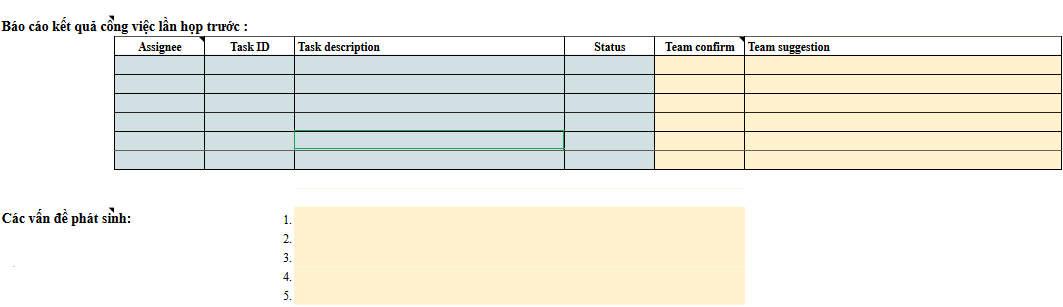 Báo cáo kết quả công việc lần họp trước :
Assignee Task ID Task description Status Team confirm Team suggestion
Các vấn đề phát sinh:
1.
2.
3.
4.
5.